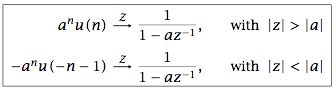 aⁿu(n) —z→ 1/(1 − az⁻¹), with |z| > |a|
−aⁿu(−n − 1) —z→ 1/(1 − az⁻¹), with |z| < |a|